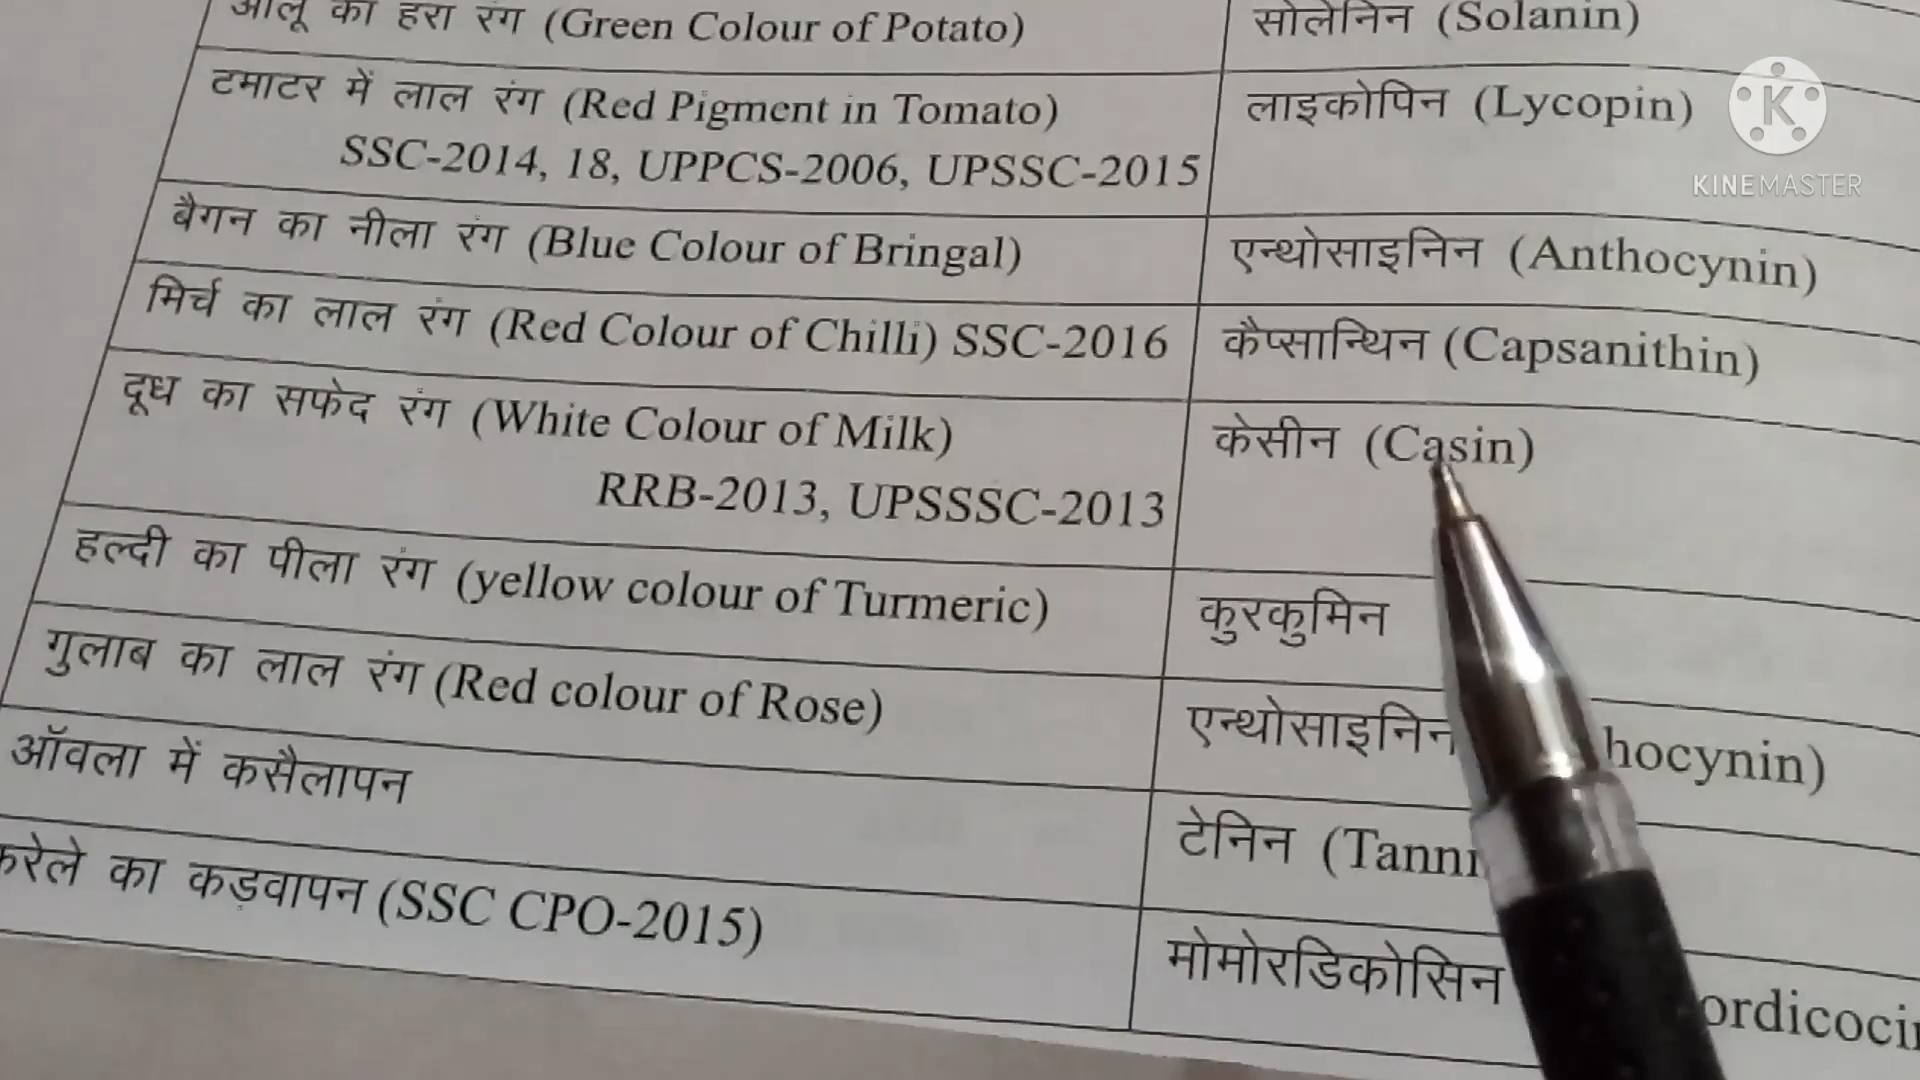 आलू का हरा रंग (Green Colour of Potato) सोलेनिन (Solanin)
टमाटर में लाल रंग (Red Pigment in Tomato) लाइकोपिन (Lycopin)
SSC-2014, 18, UPPCS-2006, UPSSC-2015
बैगन का नीला रंग (Blue Colour of Bringal) एन्थोसाइनिन (Anthocynin)
मिर्च का लाल रंग (Red Colour of Chilli) SSC-2016 कैप्सान्थिन (Capsanithin)
दूध का सफेद रंग (White Colour of Milk) केसीन (Casin)
RRB-2013, UPSSSC-2013
हल्दी का पीला रंग (yellow colour of Turmeric) कुरकुमिन
गुलाब का लाल रंग (Red colour of Rose) एन्थोसाइनिन hocynin)
ऑवला में कसैलापन टेनिन (Tanni
करेले का कड़वापन (SSC CPO-2015) मोमोरडिकोसिन ordicoci
K
KINEMASTER